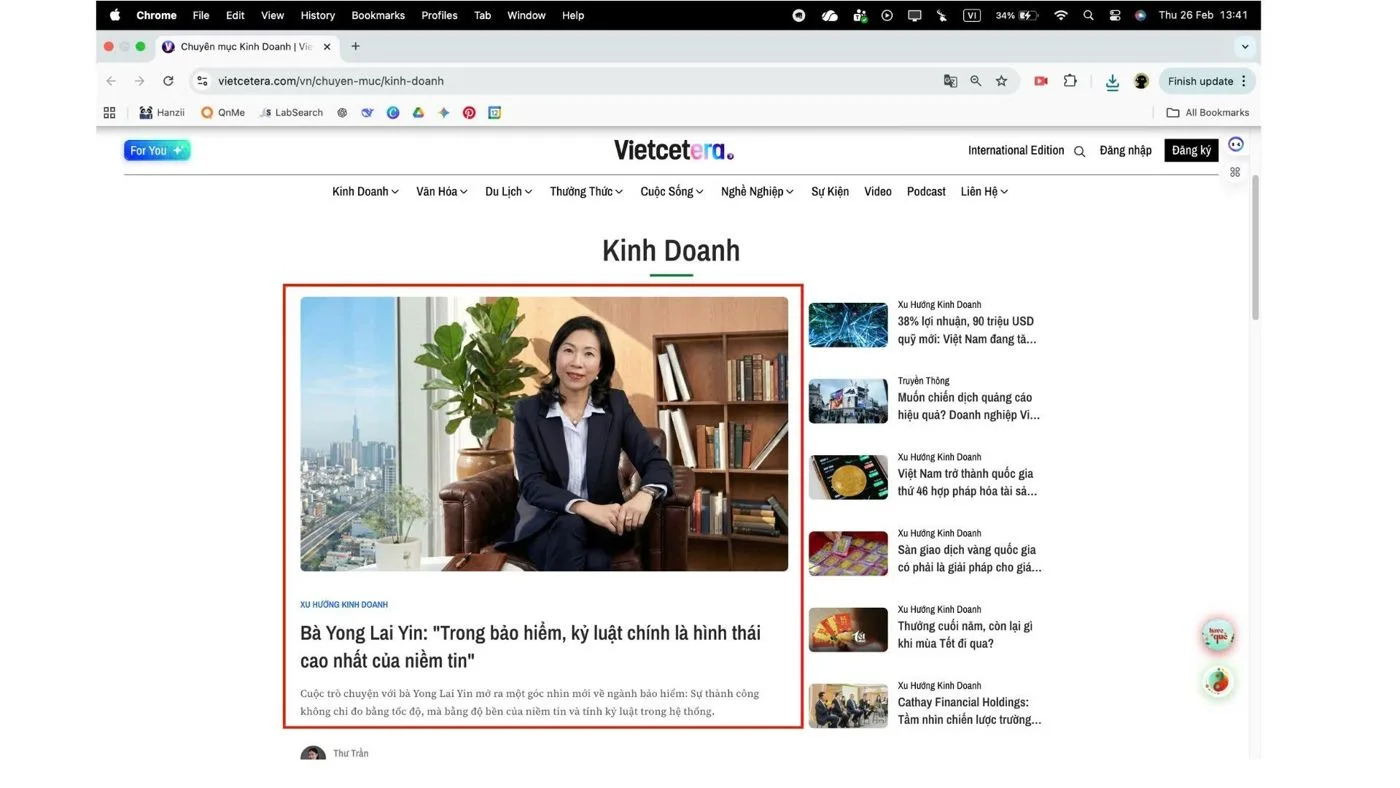 Chrome File Edit View History Bookmarks Profiles Tab Window Help
VI 34% Thu 26 Feb 13:41
Chuyên mục Kinh Doanh | Vie
vietcetera.com/vn/chuyen-muc/kinh-doanh
Finish update
Hanzii QnMe LabSearch
All Bookmarks
For You
Vietcetera.
International Edition Đăng nhập Đăng ký
Kinh Doanh Văn Hóa Du Lịch Thưởng Thức Cuộc Sống Nghề Nghiệp Sự Kiện Video Podcast Liên Hệ
Kinh Doanh
XU HƯỚNG KINH DOANH
Bà Yong Lai Yin: "Trong bảo hiểm, kỷ luật chính là hình thái
cao nhất của niềm tin"
Cuộc trò chuyện với bà Yong Lai Yin mở ra một góc nhìn mới về ngành bảo hiểm: Sự thành công
không chỉ đo bằng tốc độ, mà bằng độ bền của niềm tin và tính kỷ luật trong hệ thống.
Thư Trần
Xu Hướng Kinh Doanh
38% lợi nhuận, 90 triệu USD
quỹ mới: Việt Nam đang tă...
Truyền Thông
Muốn chiến dịch quảng cáo
hiệu quả? Doanh nghiệp Vi...
Xu Hướng Kinh Doanh
Việt Nam trở thành quốc gia
thứ 46 hợp pháp hóa tài sả...
Xu Hướng Kinh Doanh
Sàn giao dịch vàng quốc gia
có phải là giải pháp cho giá...
Xu Hướng Kinh Doanh
Thưởng cuối năm, còn lại gì
khi mùa Tết đi qua?
Tết
Xu Hướng Kinh Doanh
Cathay Financial Holdings:
Tầm nhìn chiến lược trường...